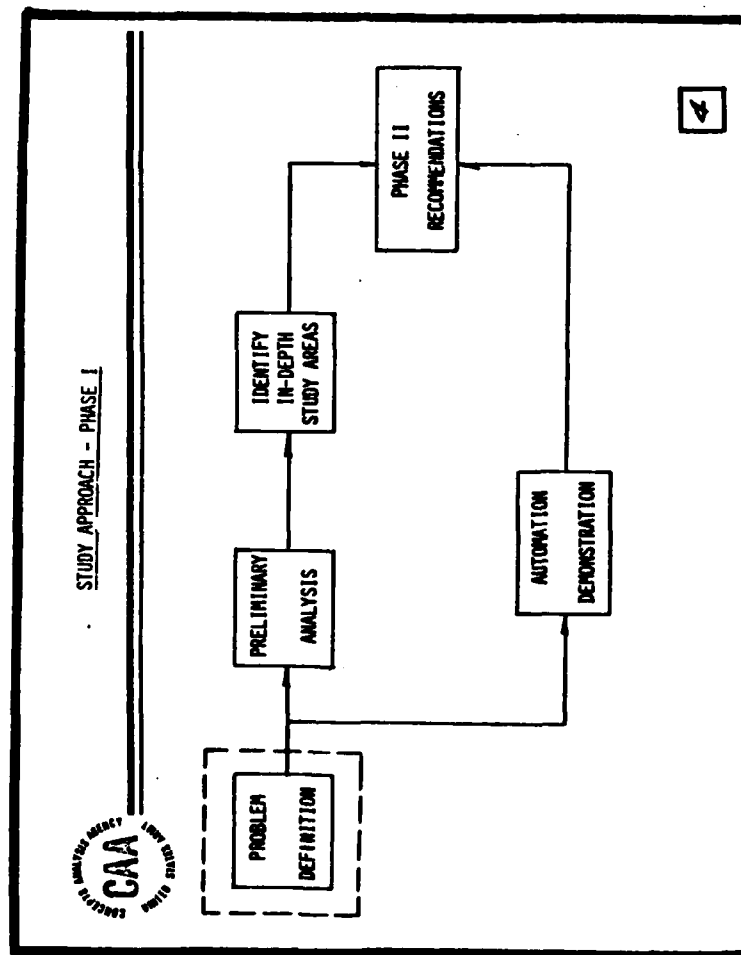 CONCEPTS ANALYSIS AGENCY
CAA
UNITED STATES ARMY
STUDY APPROACH - PHASE I
PROBLEM
DEFINITION
PRELIMINARY
ANALYSIS
IDENTIFY
IN-DEPTH
STUDY AREAS
PHASE II
RECOMMENDATIONS
AUTOMATION
DEMONSTRATION
4